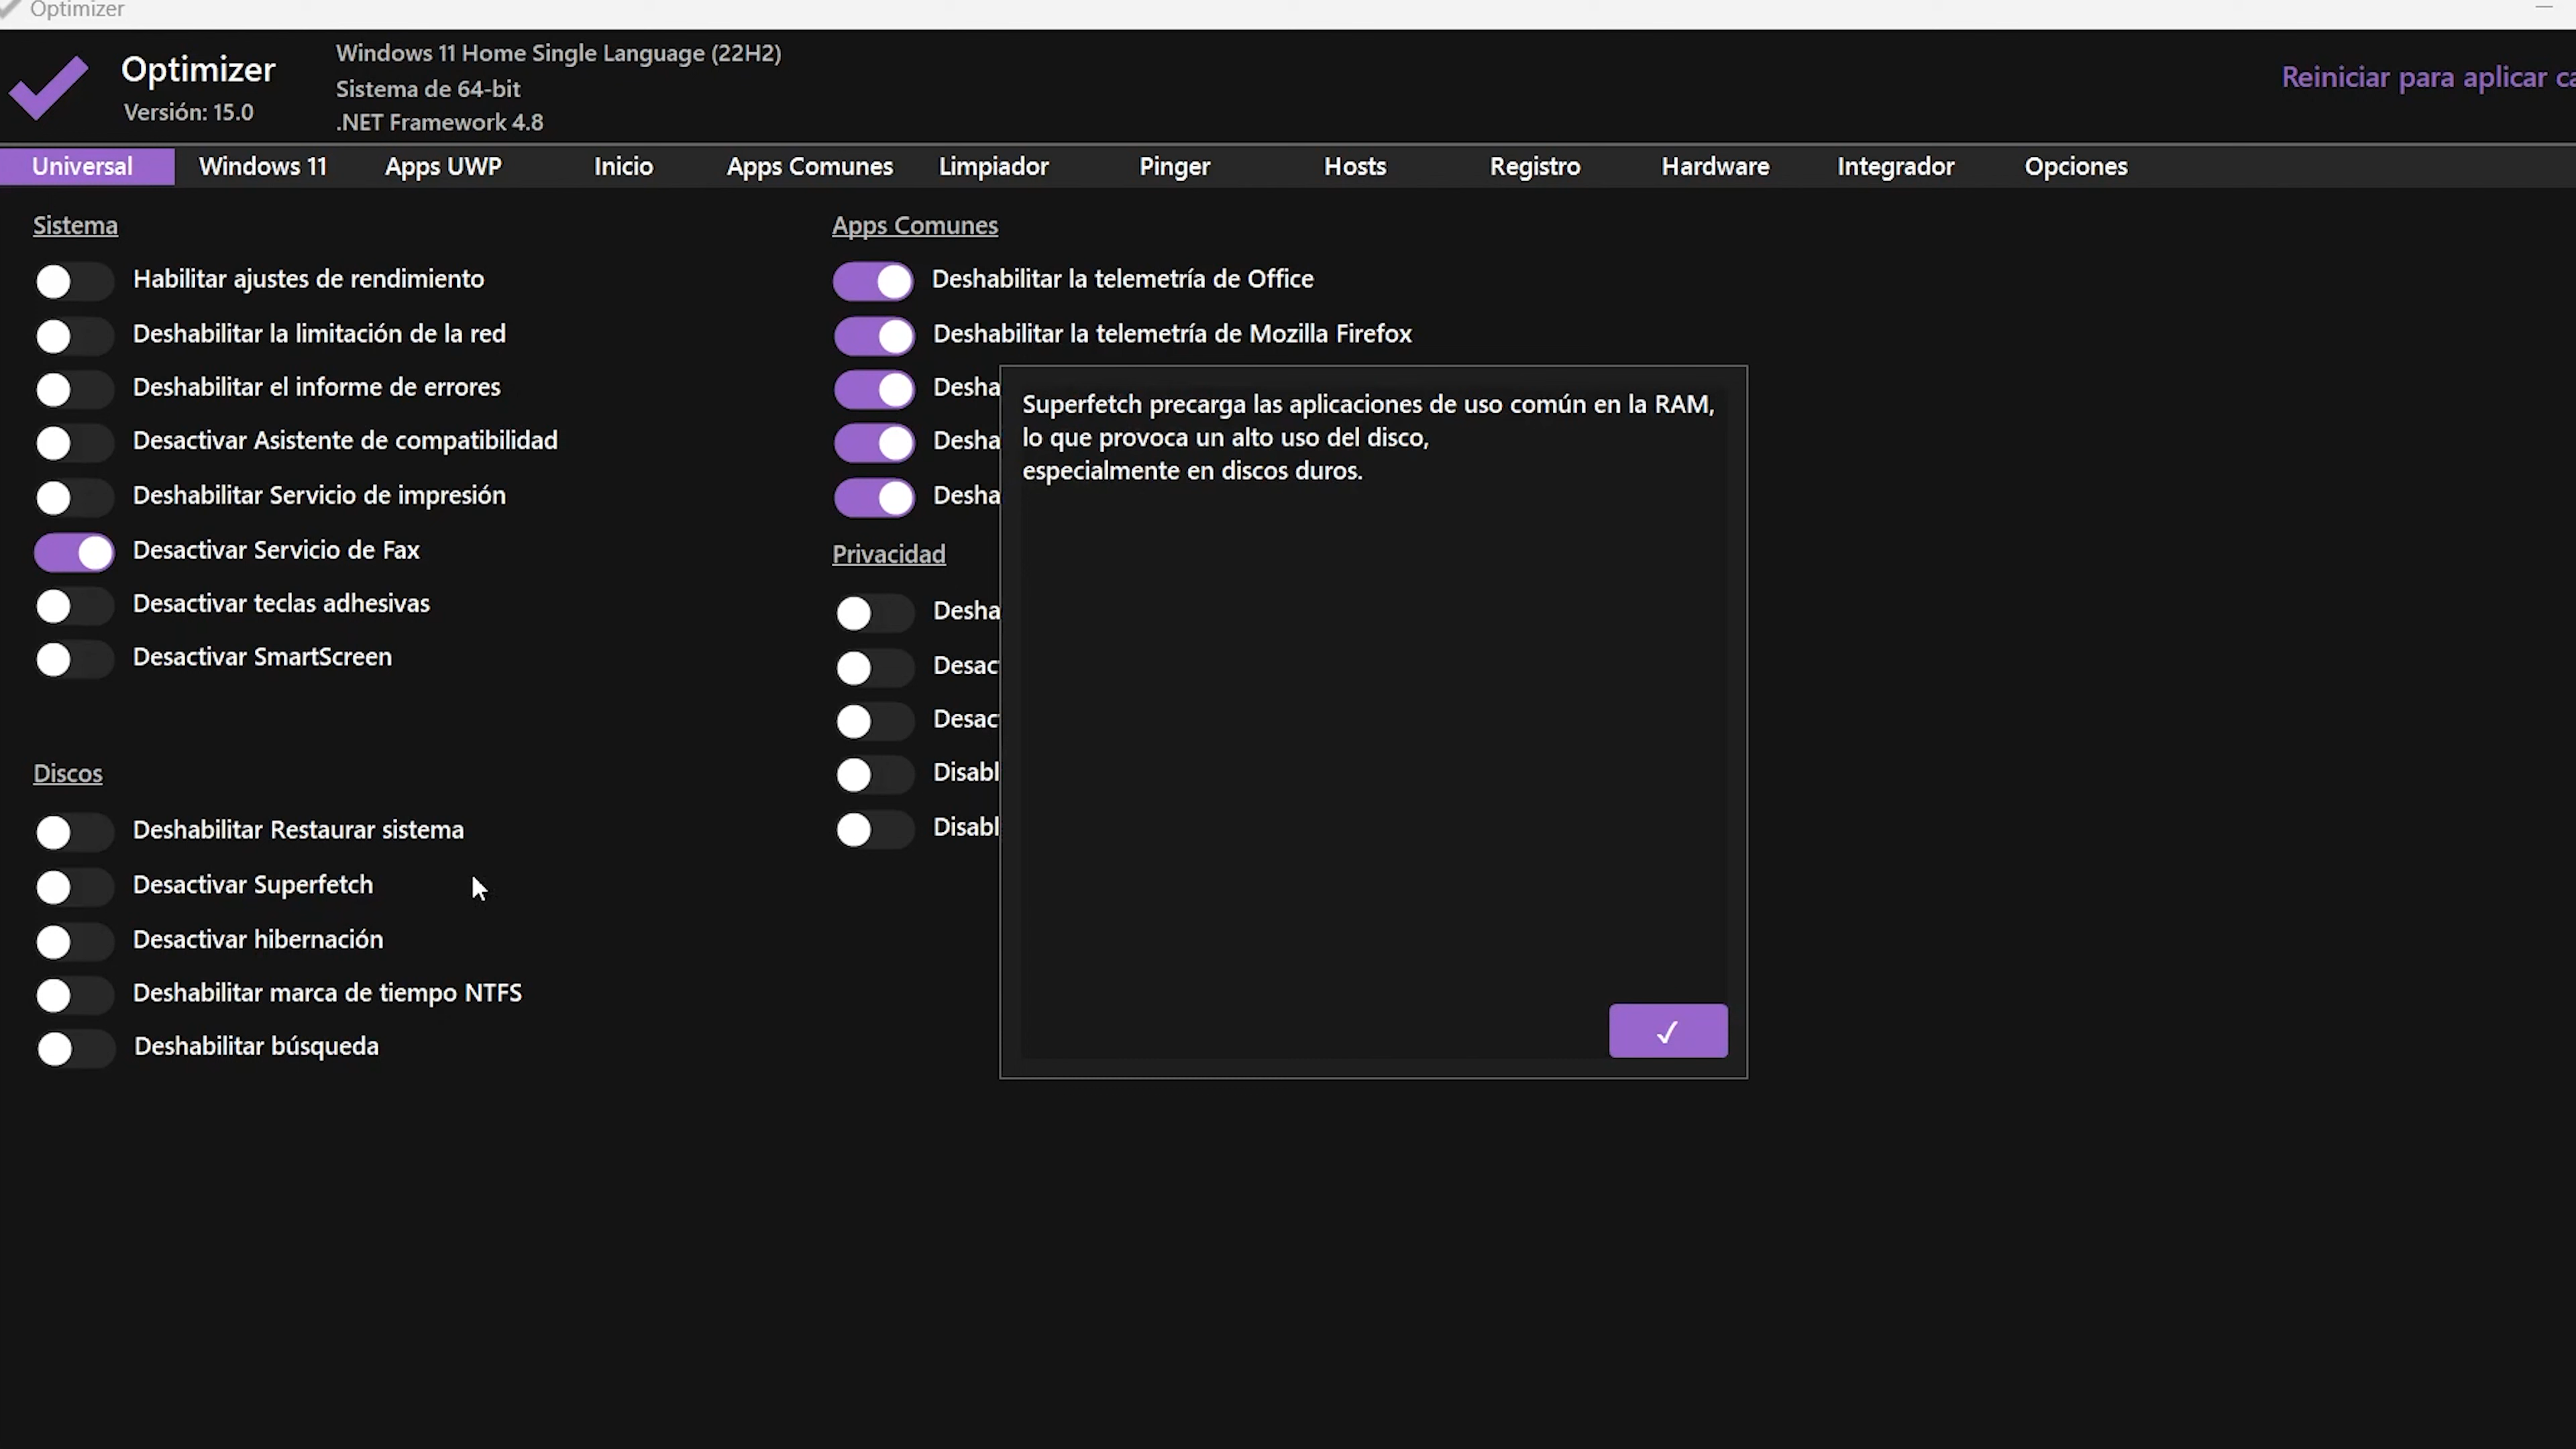 Optimizer
Optimizer
Versión: 15.0
Windows 11 Home Single Language (22H2)
Sistema de 64-bit
.NET Framework 4.8
Reiniciar para aplicar
Universal
Windows 11
Apps UWP
Inicio
Apps Comunes
Limpiador
Pinger
Hosts
Registro
Hardware
Integrador
Opciones
Sistema
Habilitar ajustes de rendimiento
Deshabilitar la limitación de la red
Deshabilitar el informe de errores
Desactivar Asistente de compatibilidad
Deshabilitar Servicio de impresión
Desactivar Servicio de Fax
Desactivar teclas adhesivas
Desactivar SmartScreen
Discos
Deshabilitar Restaurar sistema
Desactivar Superfetch
Desactivar hibernación
Deshabilitar marca de tiempo NTFS
Deshabilitar búsqueda
Apps Comunes
Deshabilitar la telemetría de Office
Deshabilitar la telemetría de Mozilla Firefox
Desha
Desha
Desha
Privacidad
Desha
Desac
Desac
Disabl
Disabl
Superfetch precarga las aplicaciones de uso común en la RAM,
lo que provoca un alto uso del disco,
especialmente en discos duros.